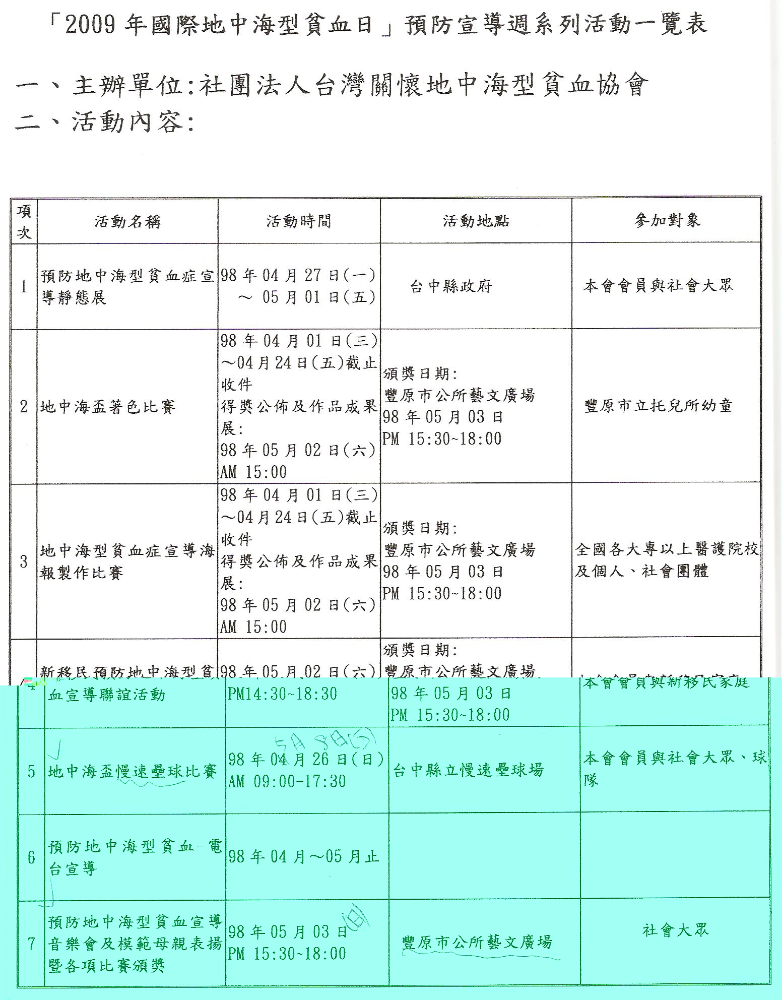 「2009 年國際地中海型貧血日」預防宣導週系列活動一覽表
一、主辦單位:社團法人台灣關懷地中海型貧血協會
二、活動內容:
項次
活動名稱
活動時間
活動地點
參加對象
1
預防地中海型貧血症宣
導靜態展
98 年 04 月 27 日(一)
～ 05 月 01 日(五)
台中縣政府
本會會員與社會大眾
2
地中海盃著色比賽
98 年 04 月 01 日(三)
～04 月 24 日(五)截止
收件
得獎公佈及作品成果
展:
98 年 05 月 02 日(六)
AM 15:00
頒獎日期:
豐原市公所藝文廣場
98 年 05 月 03 日
PM 15:30~18:00
豐原市立托兒所幼童
3
地中海型貧血症宣導海
報製作比賽
98 年 04 月 01 日(三)
～04 月 24 日(五)截止
收件
得獎公佈及作品成果
展:
98 年 05 月 02 日(六)
AM 15:00
頒獎日期:
豐原市公所藝文廣場
98 年 05 月 03 日
PM 15:30~18:00
全國各大專以上醫護院校
及個人、社會團體
4
新移民預防地中海型貧
血宣導聯誼活動
98 年 05 月 02 日(六)
PM14:30~18:30
頒獎日期:
豐原市公所藝文廣場
98 年 05 月 03 日
PM 15:30~18:00
本會會員與新移民家庭
5
地中海盃慢速壘球比賽
98 年 04 月 26 日(日)
AM 09:00-17:30
台中縣立慢速壘球場
本會會員與社會大眾、球
隊
6
預防地中海型貧血-電
台宣導
98 年 04 月～05 月止
7
預防地中海型貧血宣導
音樂會及模範母親表揚
暨各項比賽頒獎
98 年 05 月 03 日(日)
PM 15:30~18:00
豐原市公所藝文廣場
社會大眾